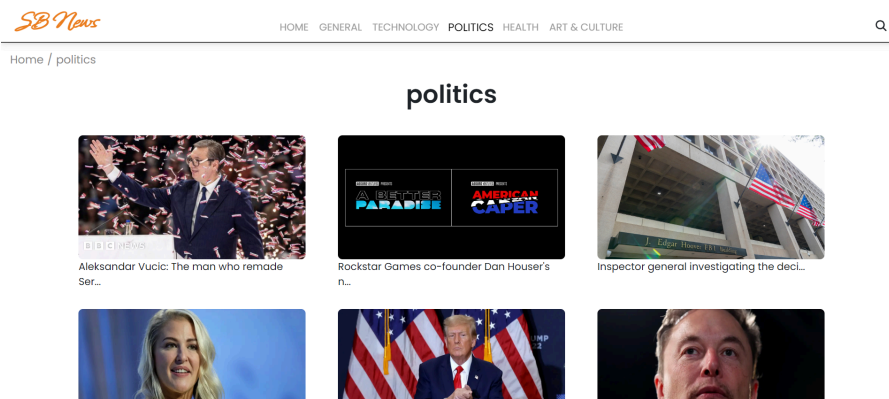 SB News
HOME GENERAL TECHNOLOGY POLITICS HEALTH ART & CULTURE
Home / politics
politics
BBC NEWS
A BETTER
PARADISE
AMERICAN
CAPER
J. Edgar Hoover F.B.I.
Aleksandar Vucic: The man who remade
Ser...
Rockstar Games co-founder Dan Houser's
n...
Inspector general investigating the deci...